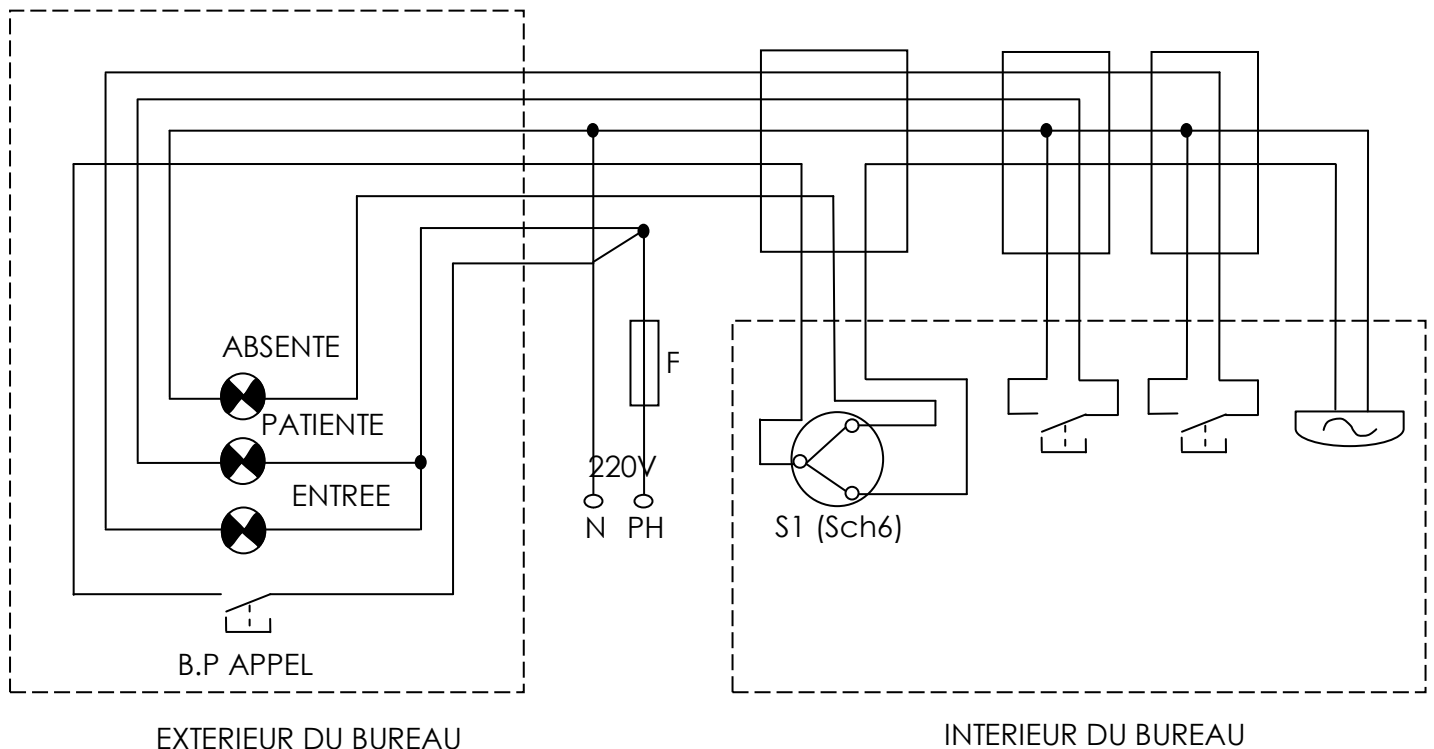 ABSENTE
F
PATIENTE
220V
ENTREE
N PH
S1 (Sch6)
B.P APPEL
EXTERIEUR DU BUREAU
INTERIEUR DU BUREAU